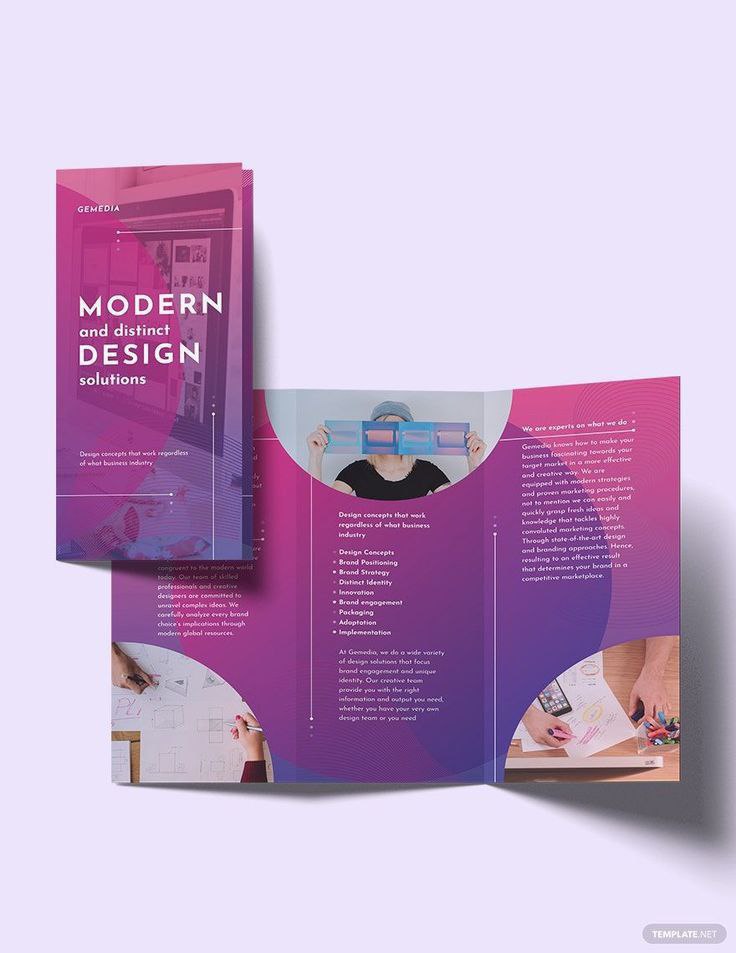 GEMEDIA
MODERN
and distinct
DESIGN
solutions
Design concepts that work regardless
of what business industry
congruent to the modern world
today. Our team of skilled
professionals and creative
designers are committed to
unravel complex ideas. We
carefully analyze every brand
choice's implications through
modern global resources.
Design concepts that work
regardless of what business
industry
Design Concepts
Brand Positioning
Brand Strategy
Distinct Identity
Innovation
Brand engagement
Packaging
Adaptation
Implementation
At Gemedia, we do a wide variety
of design solutions that focus
brand engagement and unique
identity. Our creative team
provide you with the right
information and output you need,
whether you have your very own
design team or you need
We are experts on what we do
Gemedia knows how to make your
business fascinating towards your
target market in a more effective
and creative way. We are
equipped with modern strategies
and proven marketing procedures,
not to mention we can easily and
quickly grasp fresh ideas and
knowledge that tackles highly
convoluted marketing concepts.
Through state-of-the-art design
and branding approaches. Hence,
resulting to an effective result
that determines your brand in a
competitive marketplace.
TEMPLATE.NET